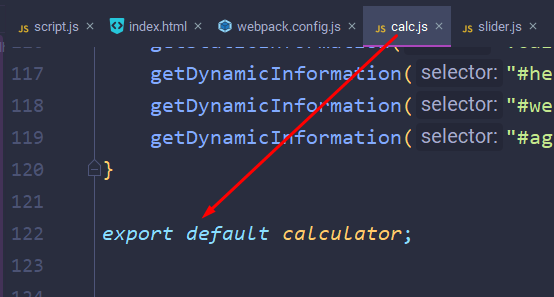 JS script.js index.html webpack.config.js JS calc.js JS slider.js
117 getDynamicInformation( selector: "#he
118 getDynamicInformation( selector: "#we
119 getDynamicInformation( selector: "#ag
120 }
121
122 export default calculator;
123